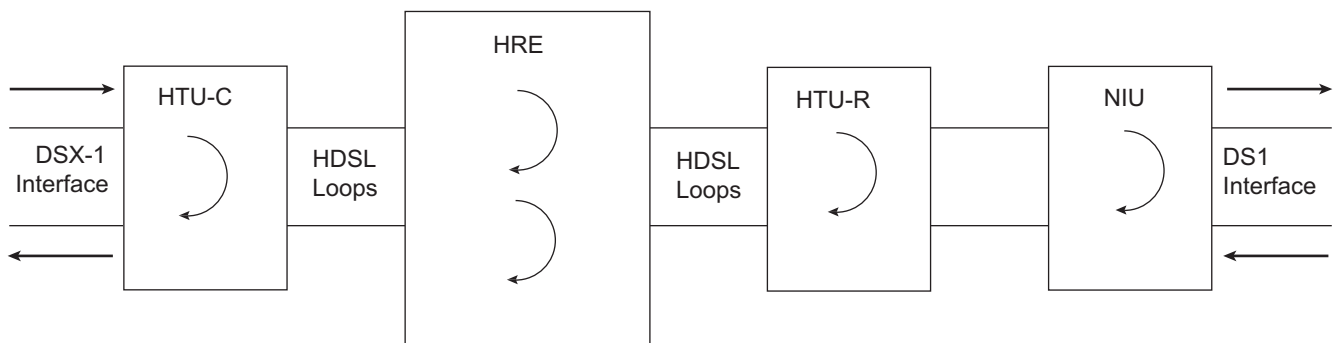 HRE
HTU-C
HTU-R
NIU
DSX-1
Interface
HDSL
Loops
HDSL
Loops
DS1
Interface